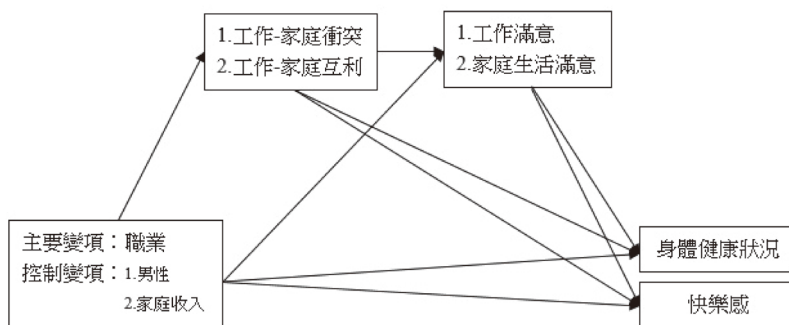 1.工作-家庭衝突
2.工作-家庭互利
1.工作滿意
2.家庭生活滿意
主要變項：職業
控制變項：1.男性
2.家庭收入
身體健康狀況
快樂感